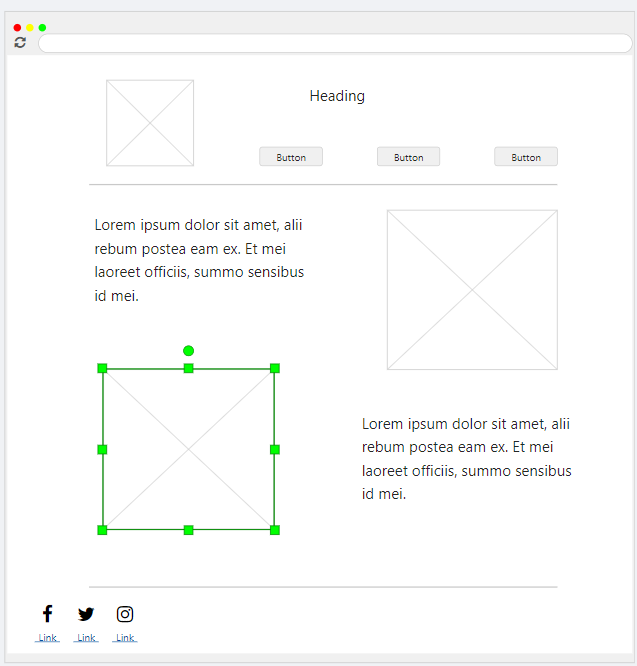 Heading
Button
Button
Button
Lorem ipsum dolor sit amet, alii
rebum postea eam ex. Et mei
laoreet officiis, summo sensibus
id mei.
Lorem ipsum dolor sit amet, alii
rebum postea eam ex. Et mei
laoreet officiis, summo sensibus
id mei.
Link
Link
Link